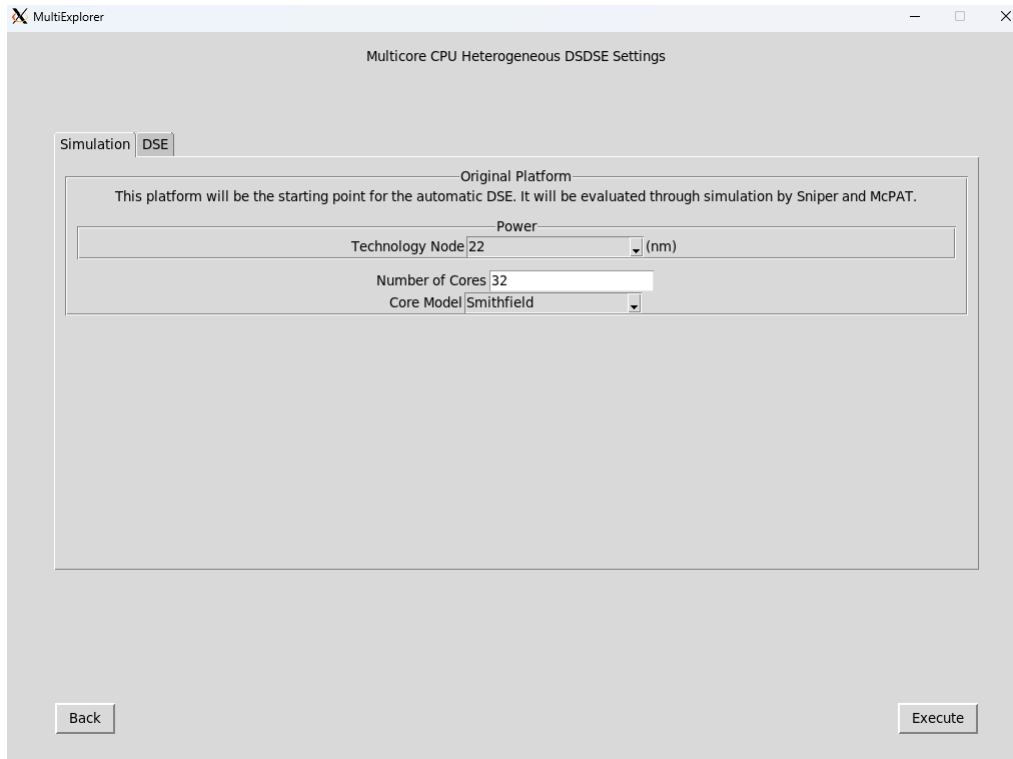 MultiExplorer
Multicore CPU Heterogeneous DSDSE Settings
Simulation DSE
Original Platform
This platform will be the starting point for the automatic DSE. It will be evaluated through simulation by Sniper and McPAT.
Power
Technology Node 22 (nm)
Number of Cores 32
Core Model Smithfield
Back Execute